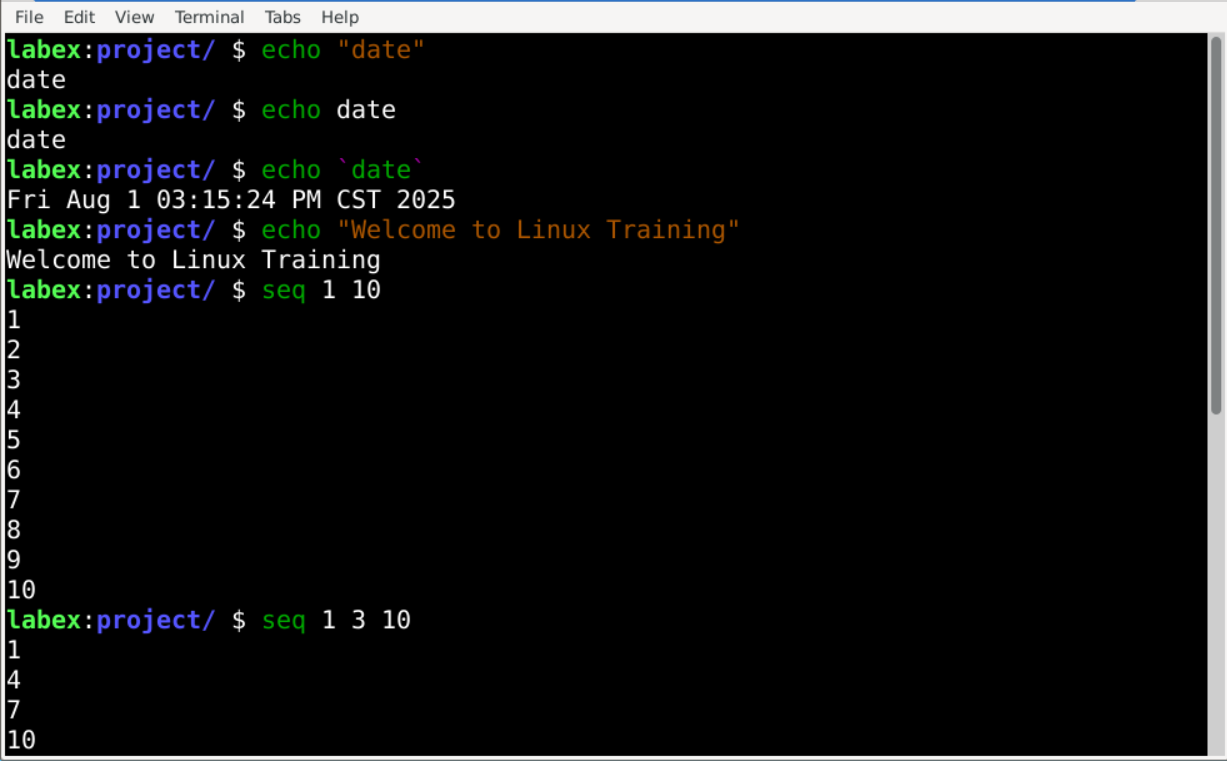 File Edit View Terminal Tabs Help
labex:project/ $ echo "date"
date
labex:project/ $ echo date
date
labex:project/ $ echo `date`
Fri Aug 1 03:15:24 PM CST 2025
labex:project/ $ echo "Welcome to Linux Training"
Welcome to Linux Training
labex:project/ $ seq 1 10
1
2
3
4
5
6
7
8
9
10
labex:project/ $ seq 1 3 10
1
4
7
10